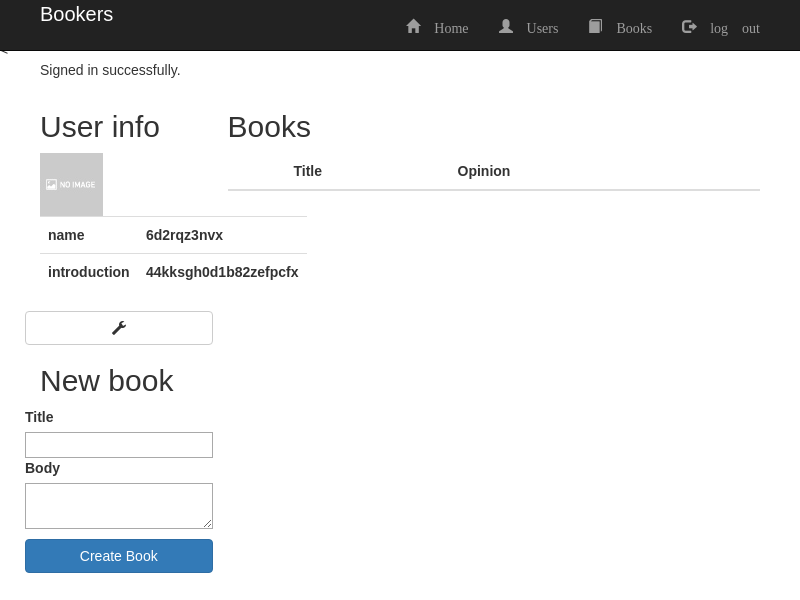 Bookers
Home Users Books log out
<
Signed in successfully.
User info
Books
NO IMAGE
Title Opinion
name 6d2rqz3nvx
introduction 44kksgh0d1b82zefpcfx
New book
Title
Body
Create Book